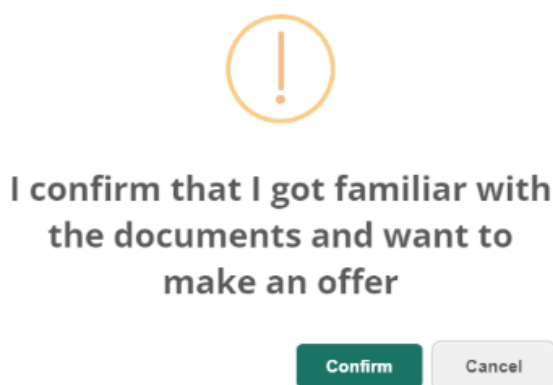 I confirm that I got familiar with
the documents and want to
make an offer
Confirm
Cancel